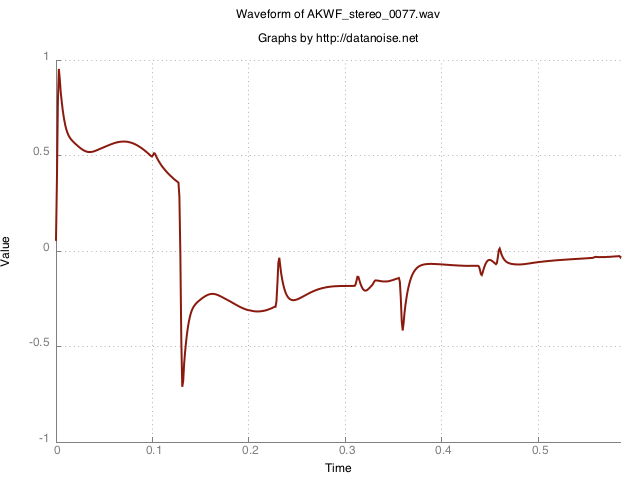 Waveform of AKWF_stereo_0077.wav
Graphs by http://datanoise.net
1
0.5
0
-0.5
-1
Value
0 0.1 0.2 0.3 0.4 0.5
Time